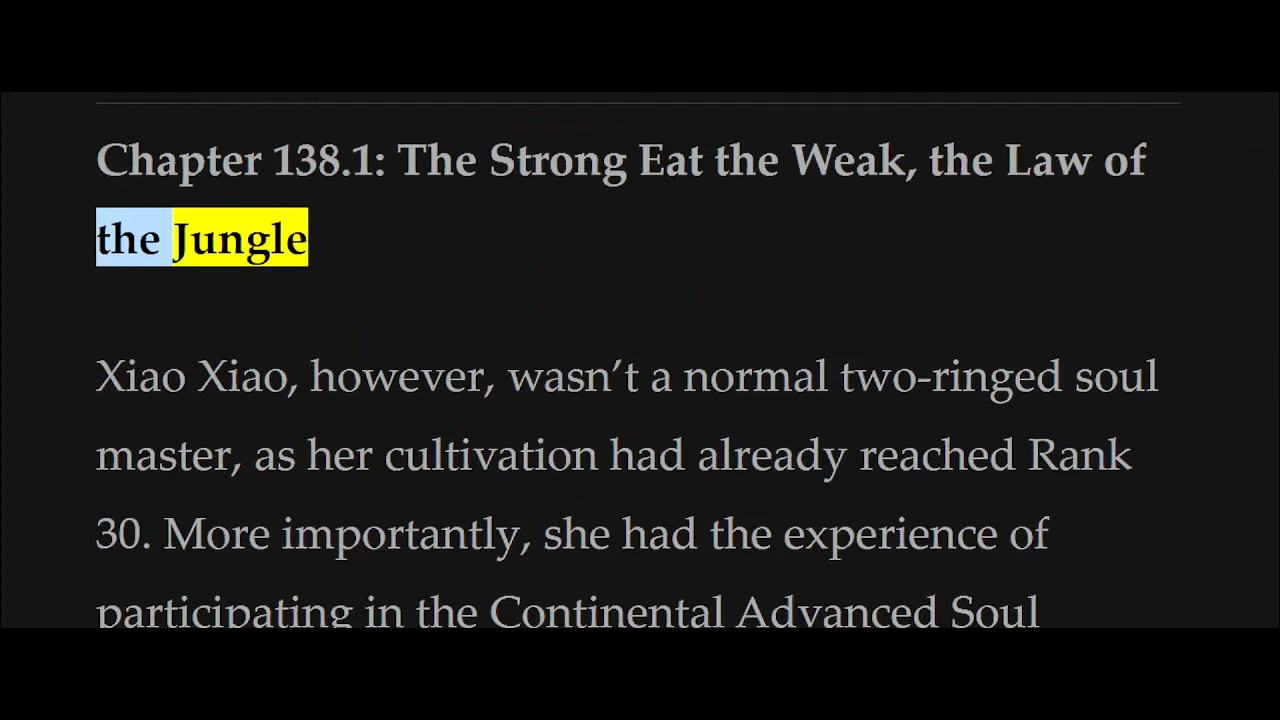 Chapter 138.1: The Strong Eat the Weak, the Law of
the Jungle
Xiao Xiao, however, wasn’t a normal two-ringed soul
master, as her cultivation had already reached Rank
30. More importantly, she had the experience of
participating in the Continental Advanced Soul